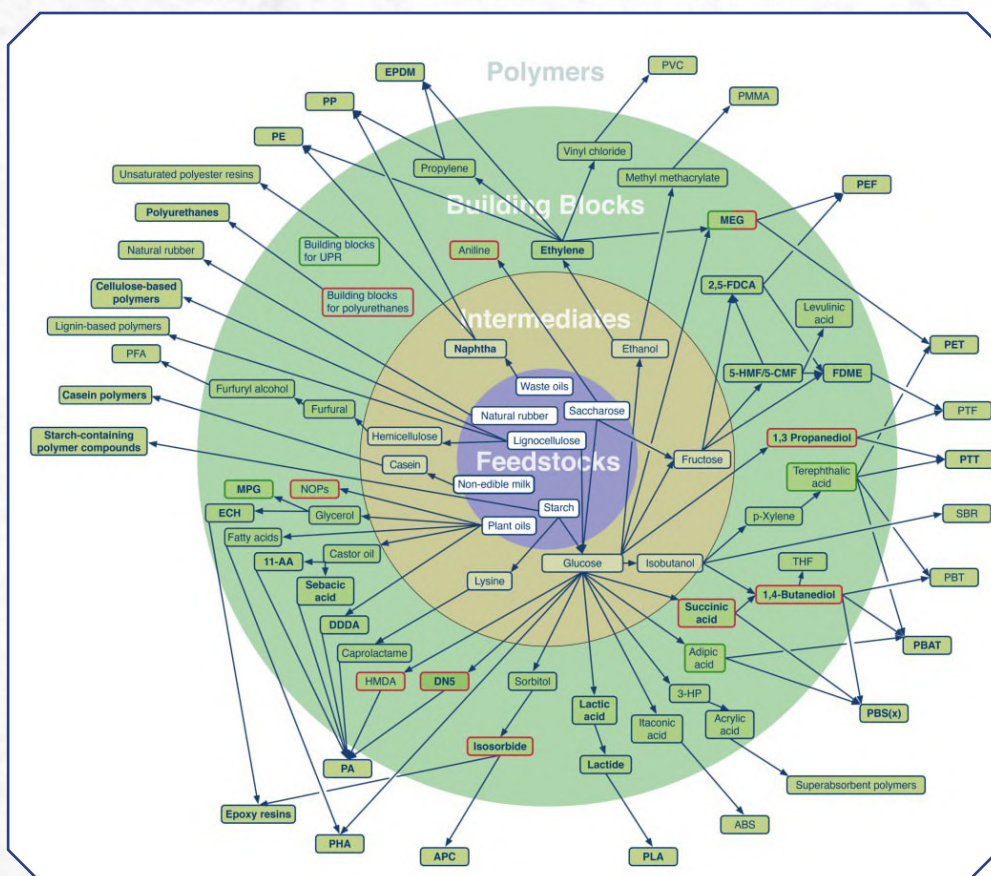 Polymers
EPDM
PVC
PP
PMMA
PE
Propylene
Vinyl chloride
Methyl methacrylate
Unsaturated polyester resins
PEF
Building Blocks
Polyurethanes
MEG
Natural rubber
Building blocks
for UPR
Aniline
Ethylene
Cellulose-based
polymers
Building blocks
for polyurethanes
2,5-FDCA
Levulinic
acid
Lignin-based polymers
Intermediates
PFA
Naphtha
Ethanol
PET
Furfuryl alcohol
5-HMF/5-CMF
FDME
Casein polymers
Waste oils
Furfural
Natural rubber
Saccharose
PTF
Starch-containing
polymer compounds
Hemicellulose
Lignocellulose
1,3 Propanediol
Casein
Feedstocks
Fructose
PTT
Non-edible milk
Terephthalic
acid
MPG
NOPs
Starch
ECH
Glycerol
Plant oils
p-Xylene
SBR
Fatty acids
11-AA
Castor oil
Glucose
Isobutanol
THF
Sebacic
acid
Lysine
PBT
1,4-Butanediol
Succinic
acid
DDDA
PBAT
Caprolactame
Adipic
acid
HMDA
DN5
Sorbitol
3-HP
Lactic
acid
Itaconic
acid
Acrylic
acid
PBS(x)
Isosorbide
PA
Lactide
Superabsorbent polymers
Epoxy resins
ABS
PHA
APC
PLA